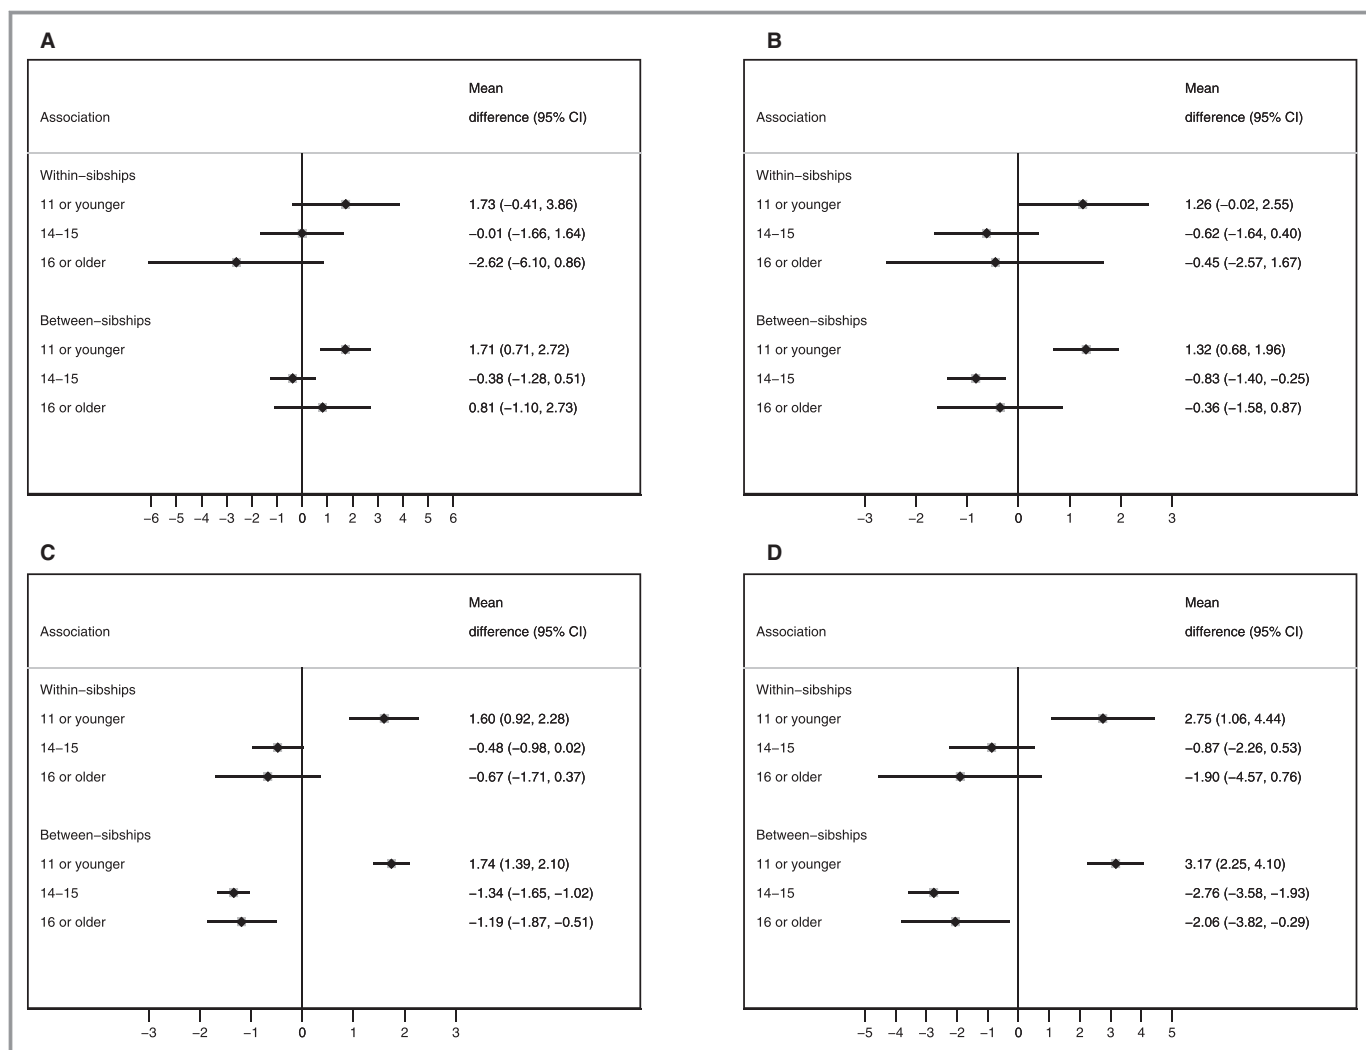 A
Mean
Association difference (95% CI)
Within−sibships
11 or younger 1.73 (−0.41, 3.86)
14−15 −0.01 (−1.66, 1.64)
16 or older −2.62 (−6.10, 0.86)
Between−sibships
11 or younger 1.71 (0.71, 2.72)
14−15 −0.38 (−1.28, 0.51)
16 or older 0.81 (−1.10, 2.73)
−6 −5 −4 −3 −2 −1 0 1 2 3 4 5 6
B
Mean
Association difference (95% CI)
Within−sibships
11 or younger 1.26 (−0.02, 2.55)
14−15 −0.62 (−1.64, 0.40)
16 or older −0.45 (−2.57, 1.67)
Between−sibships
11 or younger 1.32 (0.68, 1.96)
14−15 −0.83 (−1.40, −0.25)
16 or older −0.36 (−1.58, 0.87)
−3 −2 −1 0 1 2 3
C
Mean
Association difference (95% CI)
Within−sibships
11 or younger 1.60 (0.92, 2.28)
14−15 −0.48 (−0.98, 0.02)
16 or older −0.67 (−1.71, 0.37)
Between−sibships
11 or younger 1.74 (1.39, 2.10)
14−15 −1.34 (−1.65, −1.02)
16 or older −1.19 (−1.87, −0.51)
−3 −2 −1 0 1 2 3
D
Mean
Association difference (95% CI)
Within−sibships
11 or younger 2.75 (1.06, 4.44)
14−15 −0.87 (−2.26, 0.53)
16 or older −1.90 (−4.57, 0.76)
Between−sibships
11 or younger 3.17 (2.25, 4.10)
14−15 −2.76 (−3.58, −1.93)
16 or older −2.06 (−3.82, −0.29)
−5 −4 −3 −2 −1 0 1 2 3 4 5